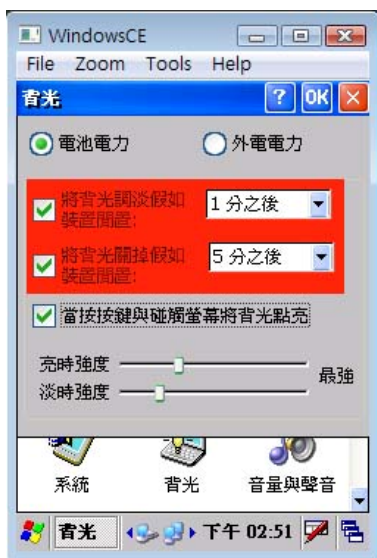 WindowsCE
File Zoom Tools Help
背光 ? OK
電池電力 外電電力
將背光調淡假如
裝置閒置:
1 分之後
將背光關掉假如
裝置閒置:
5 分之後
當按按鍵與碰觸螢幕將背光點亮
亮時強度
淡時強度
最強
系統 背光 音量與聲音
背光 下午 02:51